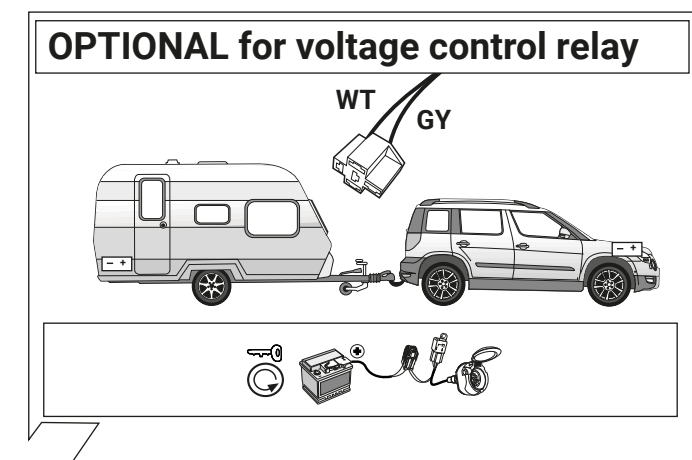 OPTIONAL for voltage control relay
WT
GY
- +
- +
+